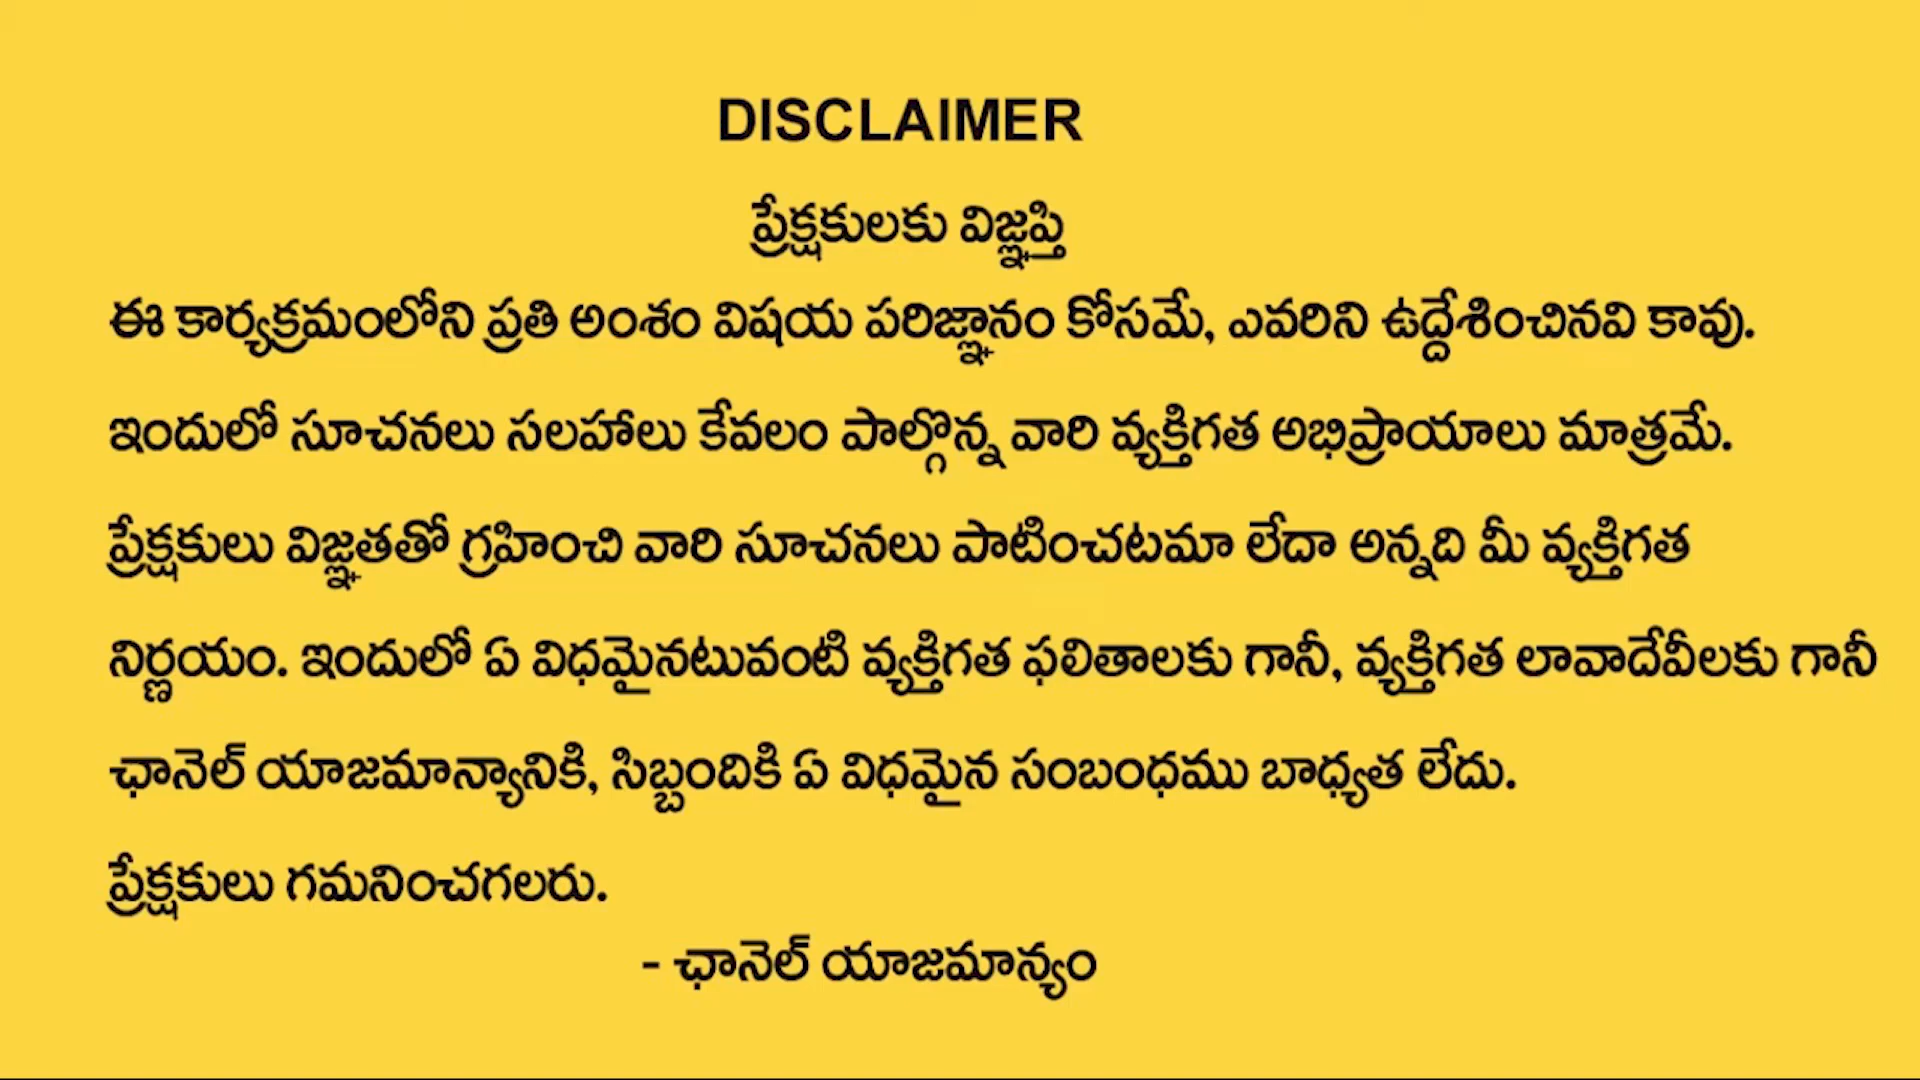 DISCLAIMER
ప్రేక్షకులకు విజ్ఞప్తి
ఈ కార్యక్రమంలోని ప్రతి అంశం విషయ పరిజ్ఞానం కోసమే, ఎవరిని ఉద్దేశించినవి కావు.
ఇందులో సూచనలు సలహాలు కేవలం పాల్గొన్న వారి వ్యక్తిగత అభిప్రాయాలు మాత్రమే.
ప్రేక్షకులు విజ్ఞతతో గ్రహించి వారి సూచనలు పాటించటమా లేదా అన్నది మీ వ్యక్తిగత
నిర్ణయం. ఇందులో ఏ విధమైనటువంటి వ్యక్తిగత ఫలితాలకు గానీ, వ్యక్తిగత లావాదేవీలకు గానీ
ఛానెల్ యాజమాన్యానికి, సిబ్బందికి ఏ విధమైన సంబంధము బాధ్యత లేదు.
ప్రేక్షకులు గమనించగలరు.
- ఛానెల్ యాజమాన్యం